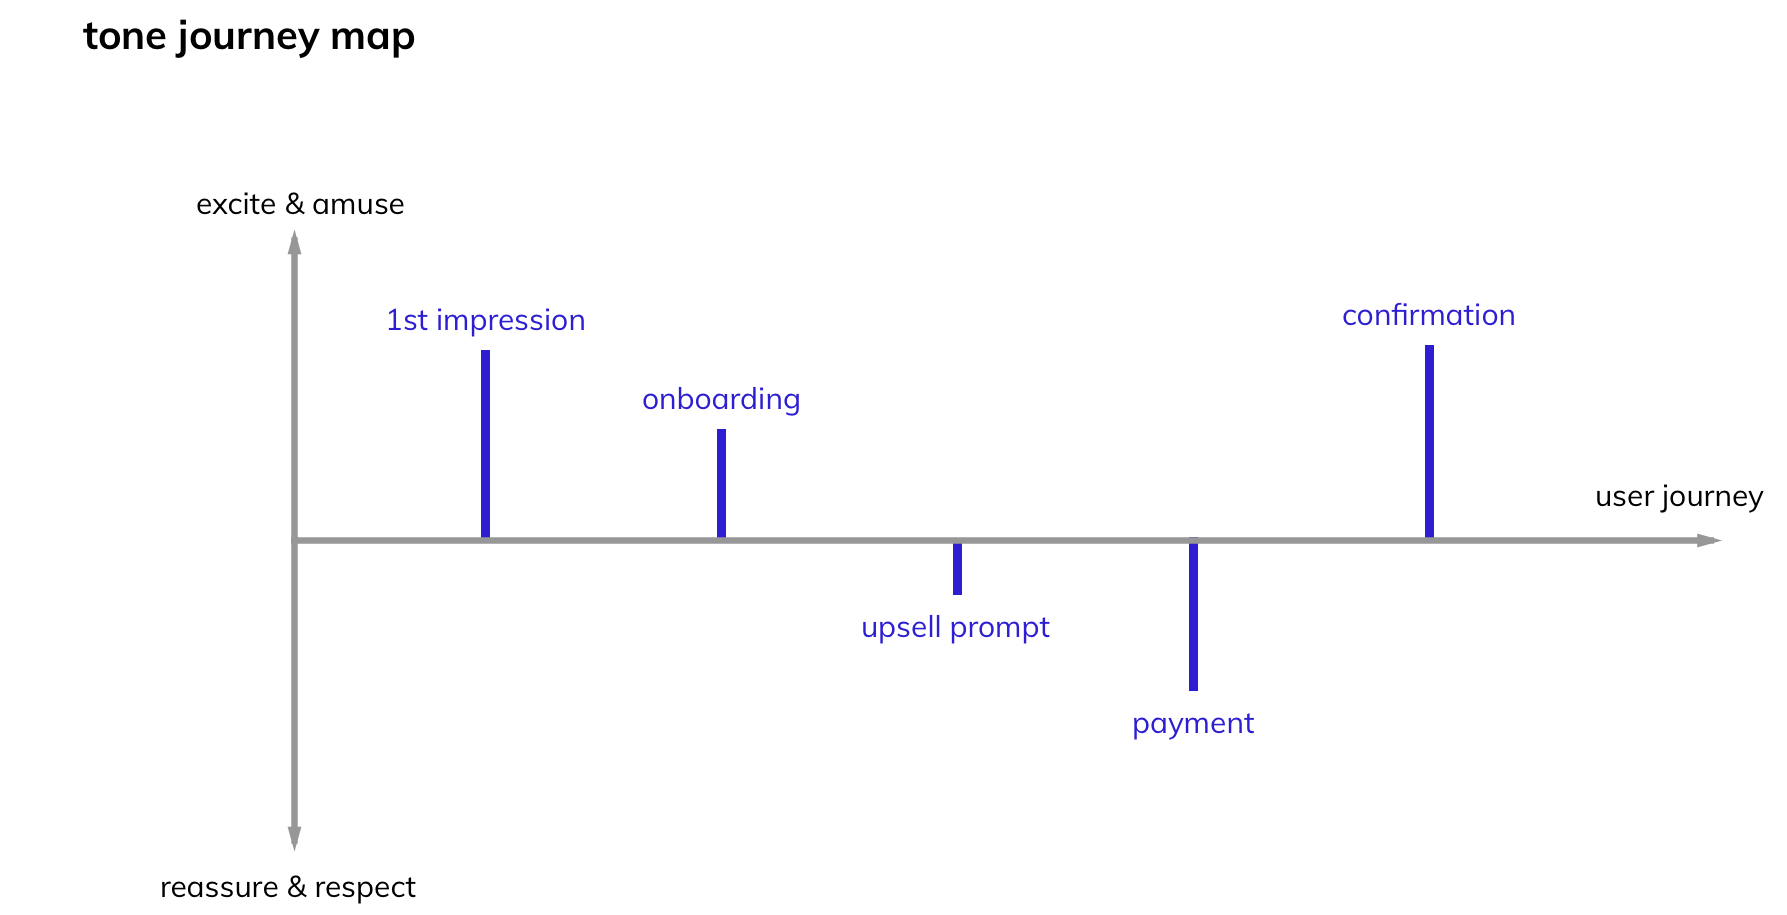 tone journey map
excite & amuse
1st impression
confirmation
onboarding
user journey
upsell prompt
payment
reassure & respect